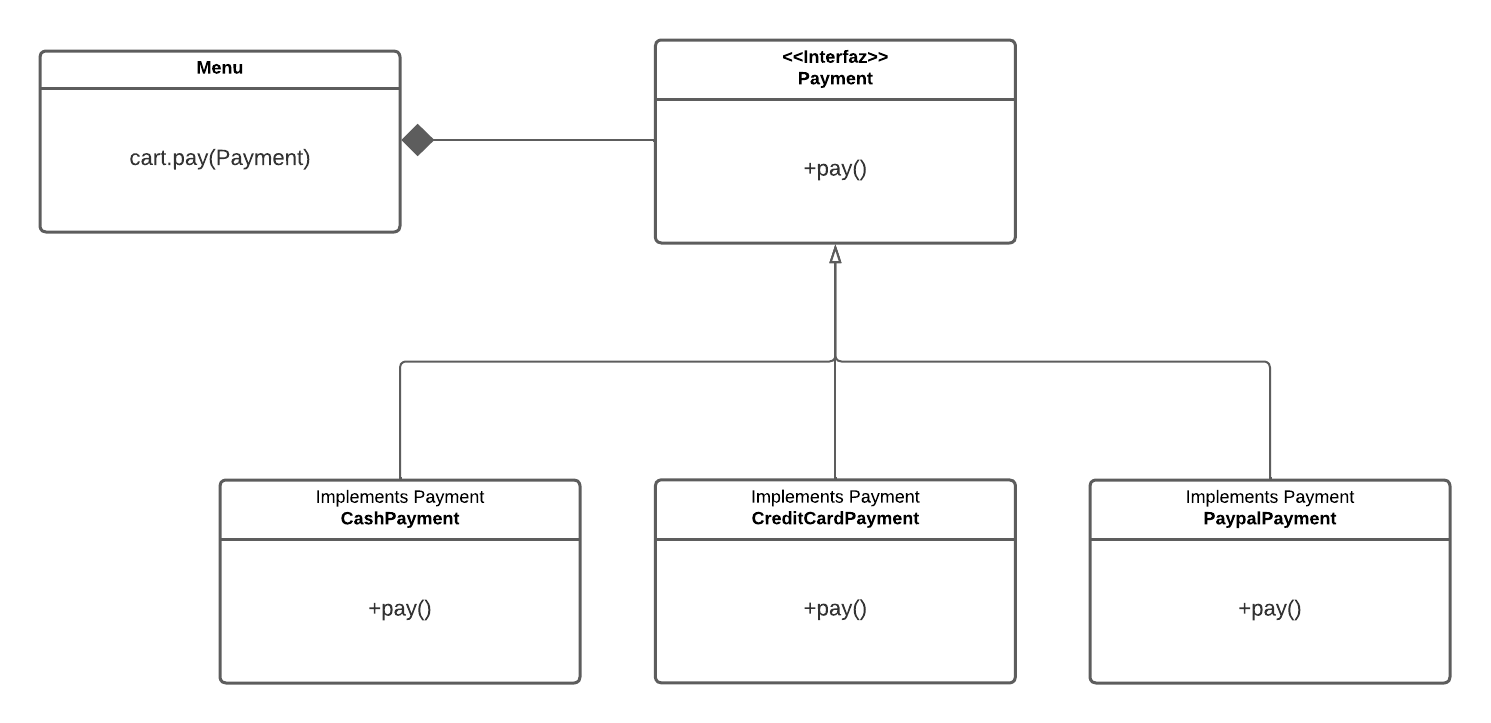 Menu
cart.pay(Payment)
<<Interfaz>>
Payment
+pay()
Implements Payment
CashPayment
+pay()
Implements Payment
CreditCardPayment
+pay()
Implements Payment
PaypalPayment
+pay()